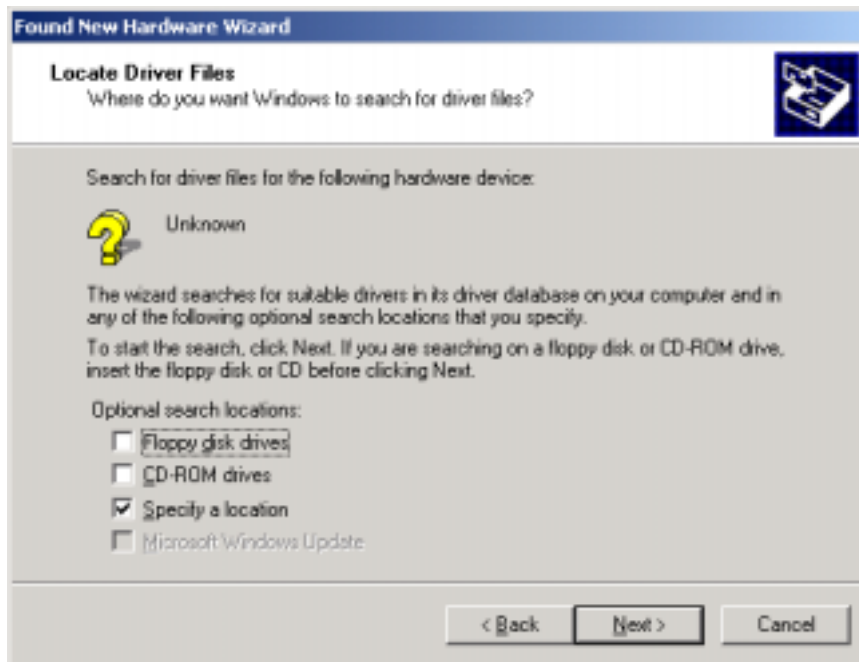 Found New Hardware Wizard
Locate Driver Files
Where do you want Windows to search for driver files?
Search for driver files for the following hardware device:
Unknown
The wizard searches for suitable drivers in its driver database on your computer and in
any of the following optional search locations that you specify.
To start the search, click Next. If you are searching on a floppy disk or CD-ROM drive,
insert the floppy disk or CD before clicking Next.
Optional search locations:
Floppy disk drives
CD-ROM drives
Specify a location
Microsoft Windows Update
< Back Next > Cancel